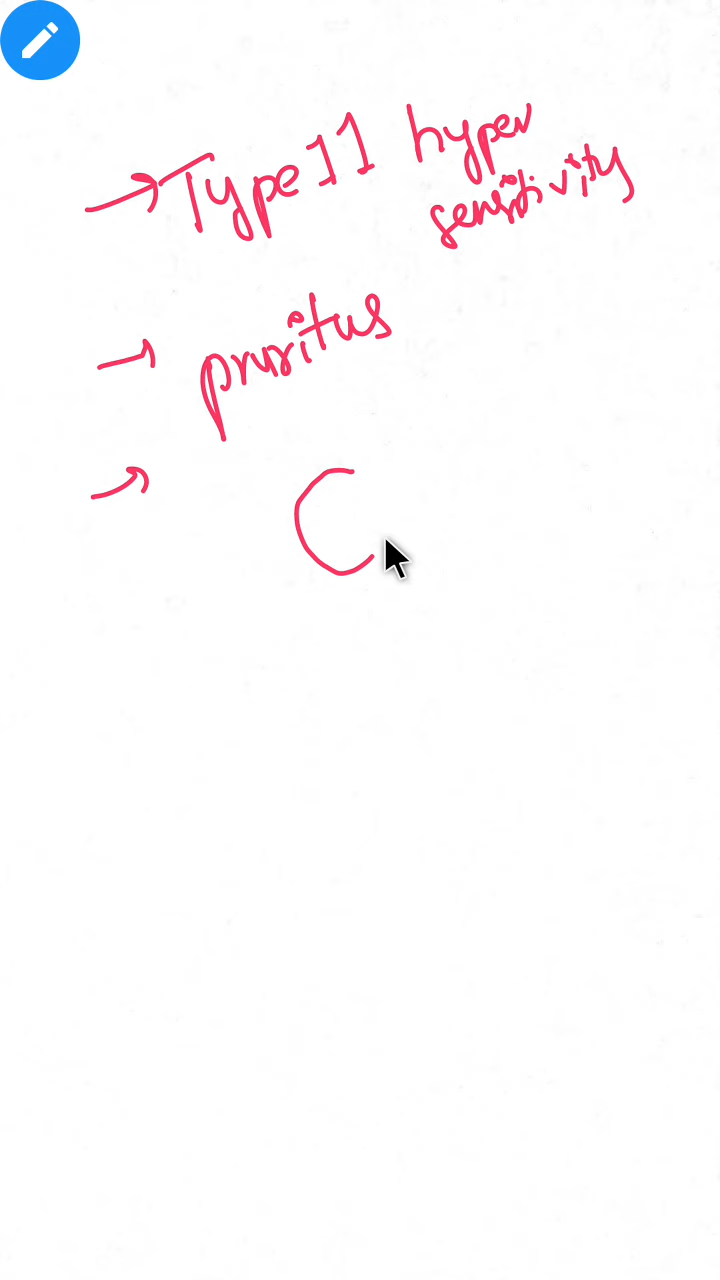 → Type 11 hyper
sensitivity
→ pruritus
→ C